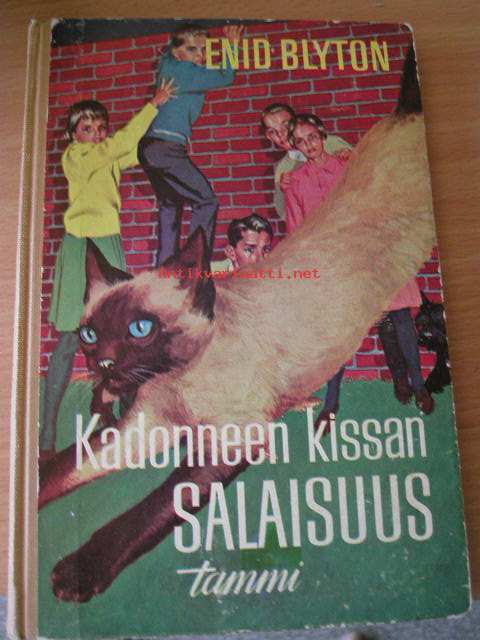 ENID BLYTON
Antikvariaatti.net
Kadonneen kissan
SALAISUUS
tammi